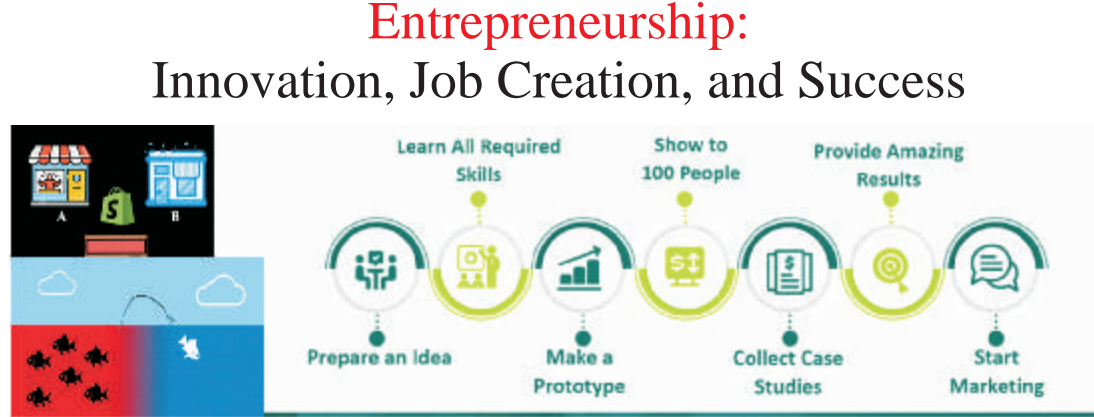 Entrepreneurship:
Innovation, Job Creation, and Success
A
S
B
Learn All Required
Skills
Show to
100 People
Provide Amazing
Results
$
$
Prepare an Idea
Make a
Prototype
Collect Case
Studies
Start
Marketing